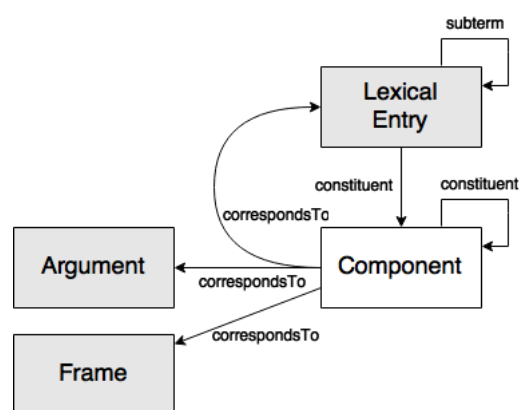 subterm
Lexical
Entry
constituent
constituent
correspondsTo
Argument
Component
correspondsTo
correspondsTo
Frame